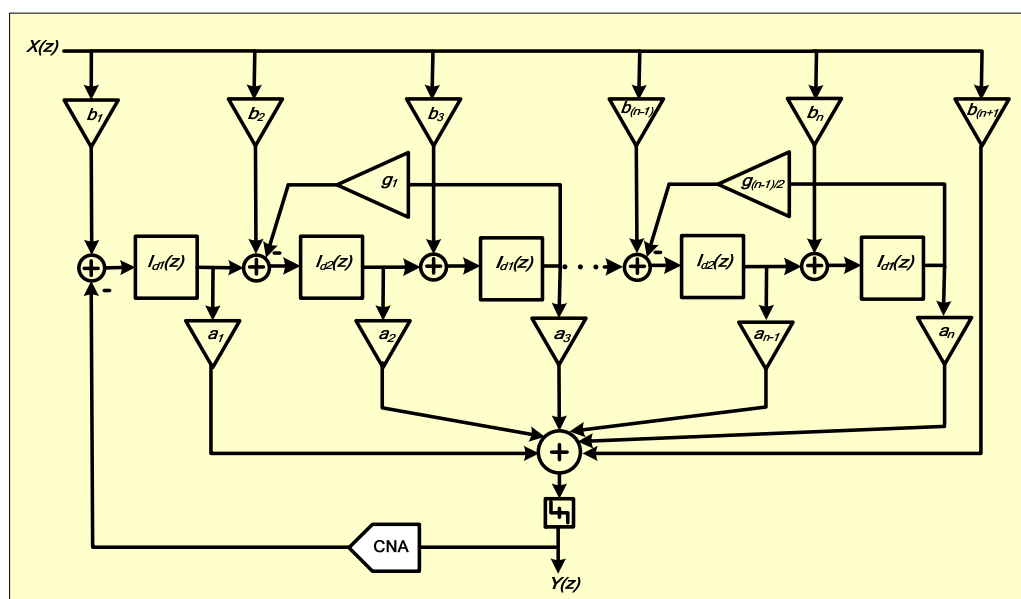 X(z)
b1 b2 b3 b(n-1) bn b(n+1
g1 g(n-1)/2
Id1(z) Id2(z) Id1(z) Id2(z) Id1(z)
a1 a2 a3 an-1 an
CNA
Y(z)